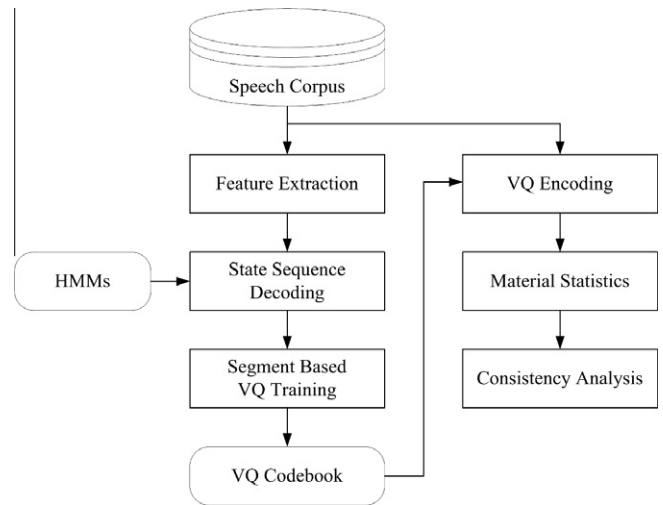 Speech Corpus
Feature Extraction
VQ Encoding
HMMs
State Sequence
Decoding
Material Statistics
Segment Based
VQ Training
Consistency Analysis
VQ Codebook